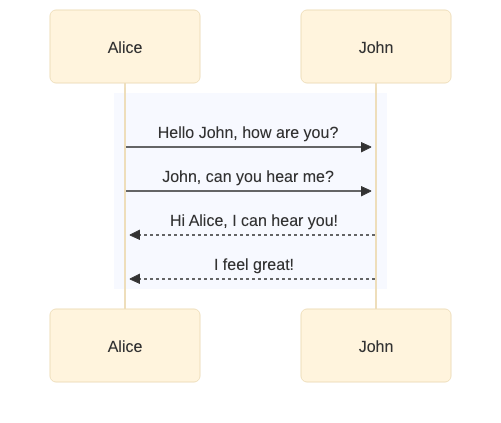 Alice
John
Hello John, how are you?
John, can you hear me?
Hi Alice, I can hear you!
I feel great!
Alice
John